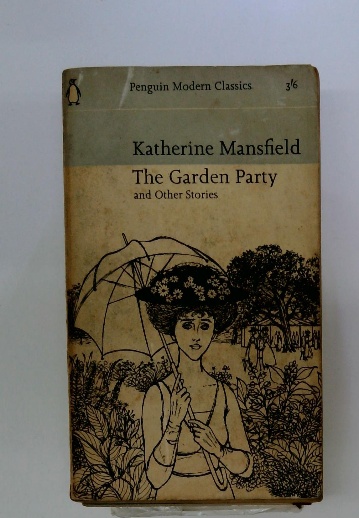 Penguin Modern Classics 3'6
Katherine Mansfield
The Garden Party
and Other Stories